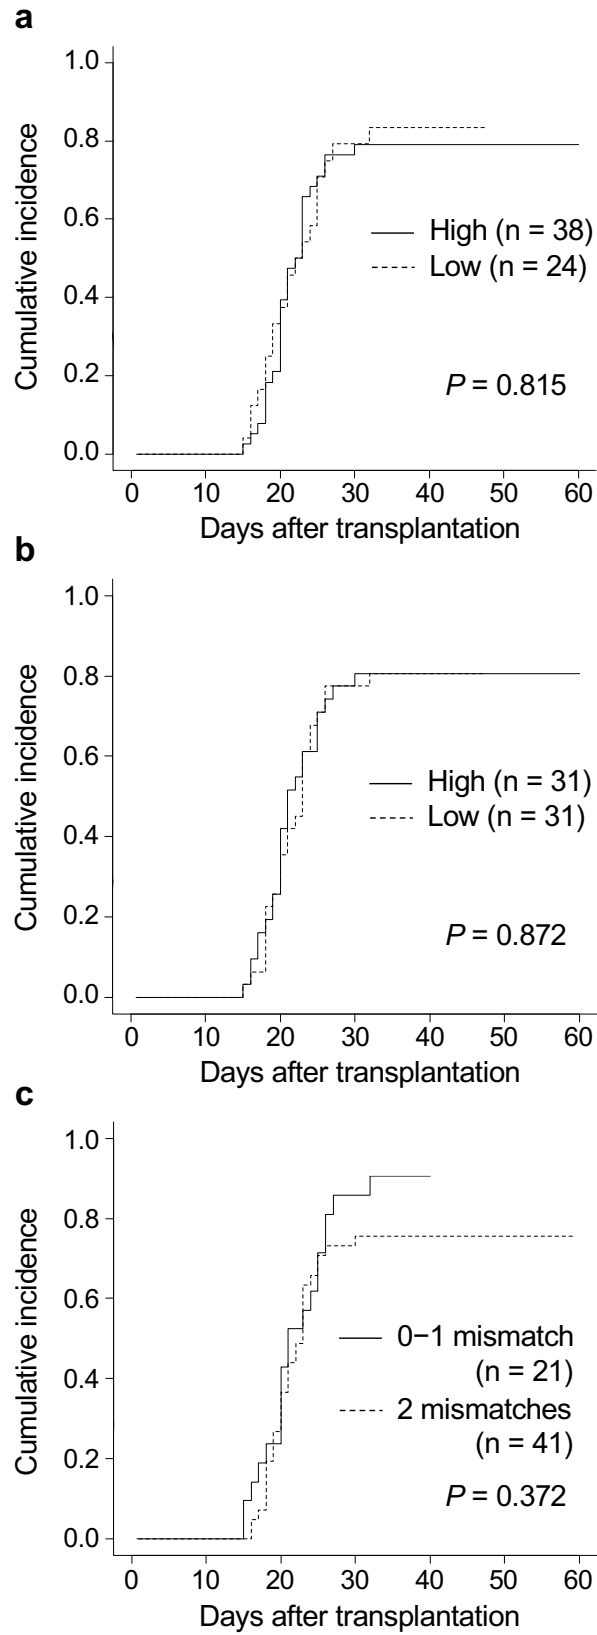 a
1.0
0.8
0.6
0.4
0.2
0.0
Cumulative incidence
High (n = 38)
Low (n = 24)
P = 0.815
0 10 20 30 40 50 60
Days after transplantation
b
1.0
0.8
0.6
0.4
0.2
0.0
Cumulative incidence
High (n = 31)
Low (n = 31)
P = 0.872
0 10 20 30 40 50 60
Days after transplantation
c
1.0
0.8
0.6
0.4
0.2
0.0
Cumulative incidence
0−1 mismatch
(n = 21)
2 mismatches
(n = 41)
P = 0.372
0 10 20 30 40 50 60
Days after transplantation